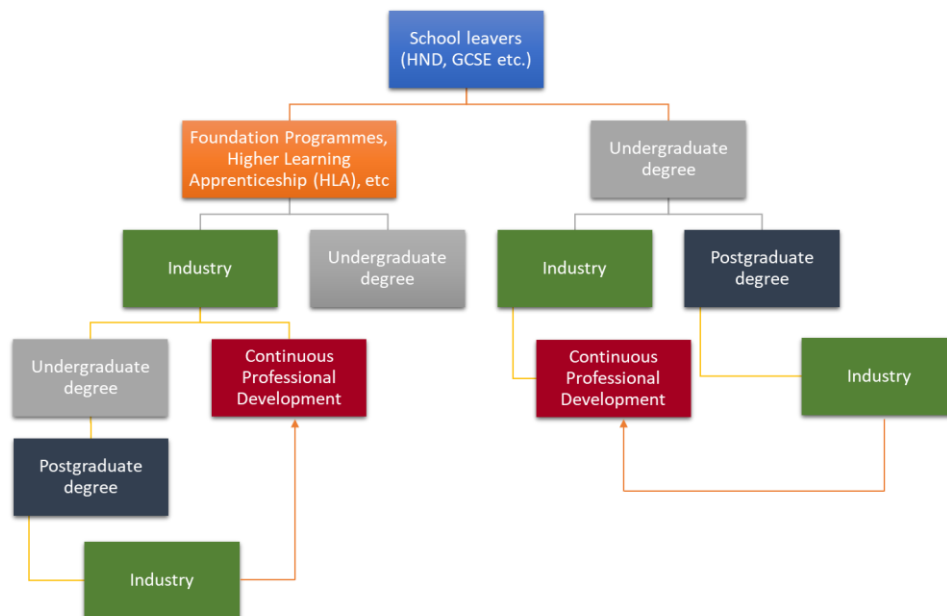 School leavers
(HND, GCSE etc.)
Foundation Programmes,
Higher Learning
Apprenticeship (HLA), etc
Undergraduate
degree
Industry
Undergraduate
degree
Industry
Postgraduate
degree
Undergraduate
degree
Continuous
Professional
Development
Continuous
Professional
Development
Industry
Postgraduate
degree
Industry